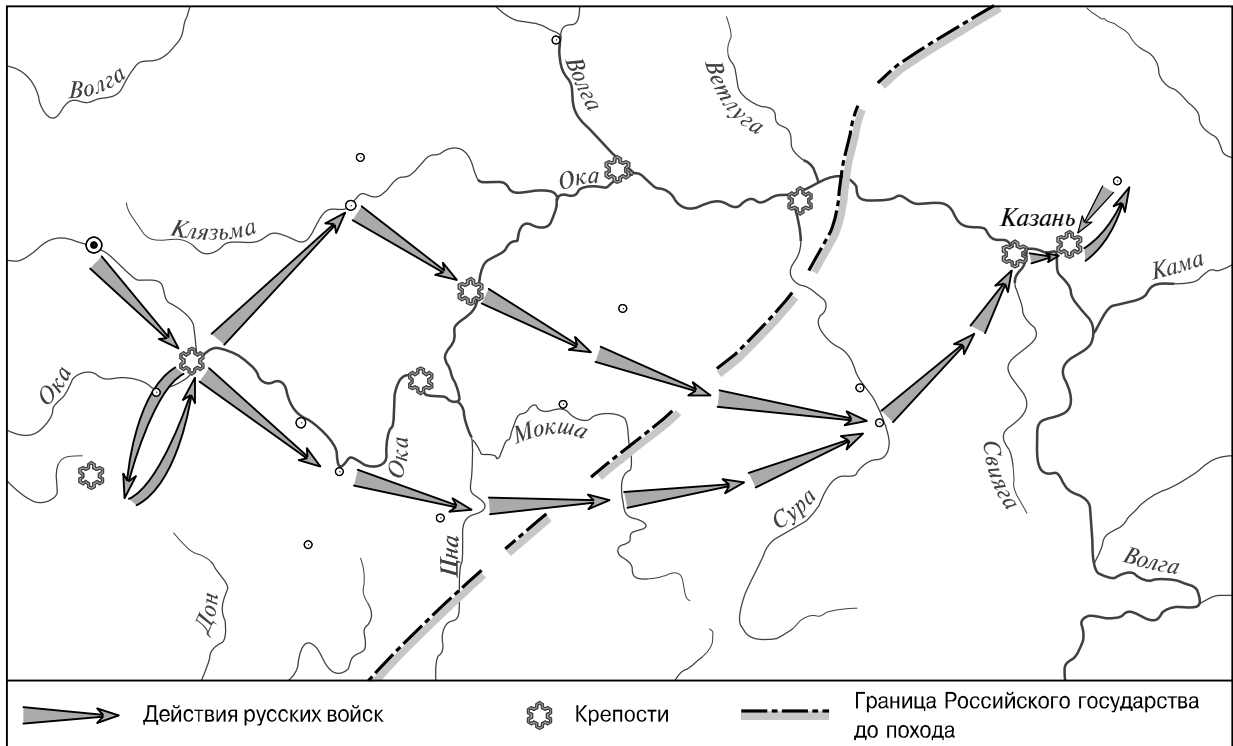 Волга
Волга
Ветлуга
Ока
Клязьма
Казань
Кама
Ока
Мокша
Ока
Свияга
Сура
Цна
Дон
Волга
Действия русских войск
Крепости
Граница Российского государства
до похода